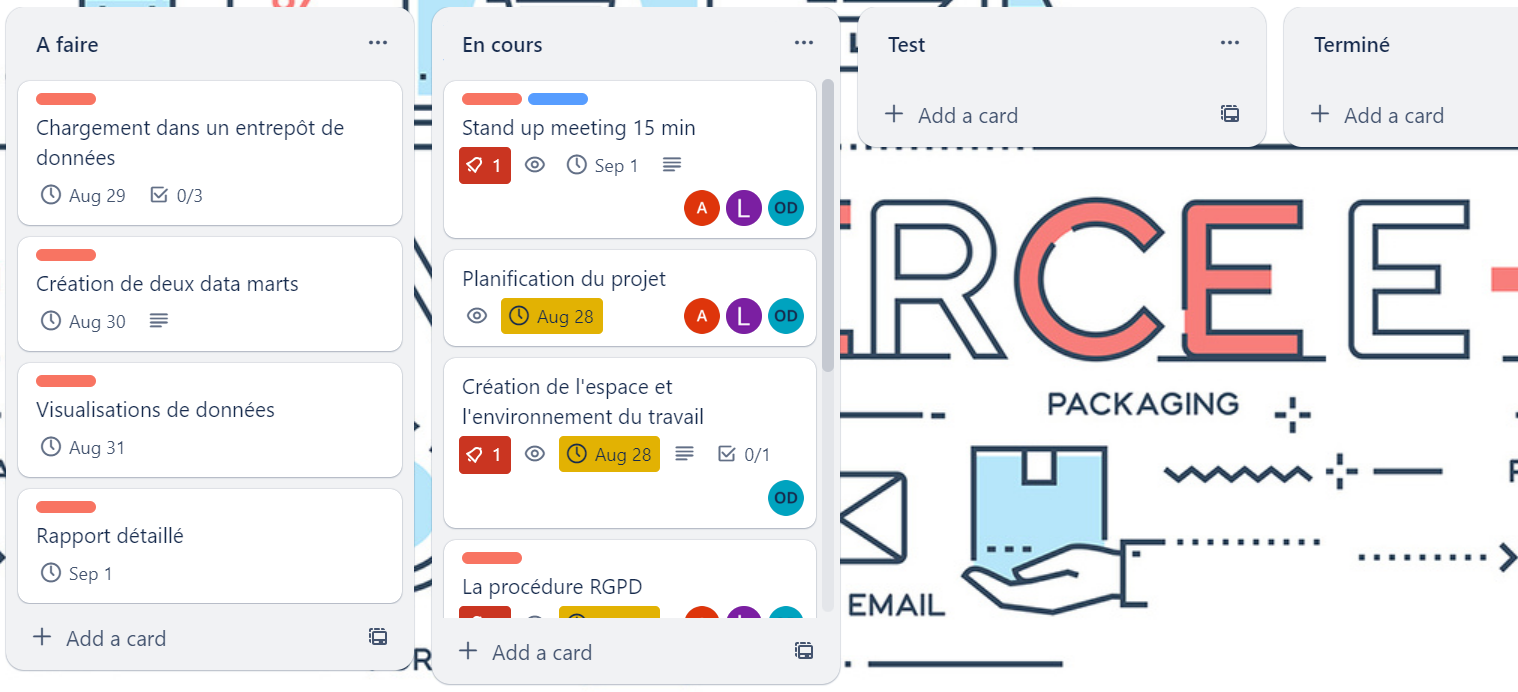 A faire
Chargement dans un entrepôt de
données
Aug 29 0/3
Création de deux data marts
Aug 30
Visualisations de données
Aug 31
Rapport détaillé
Sep 1
+ Add a card
En cours
Stand up meeting 15 min
1 Sep 1
A L OD
Planification du projet
Aug 28 A L OD
Création de l'espace et
l'environnement du travail
1 Aug 28 0/1
OD
La procédure RGPD
+ Add a card
Test
+ Add a card
Terminé
+ Add a card
RCE E
PACKAGING
EMAIL